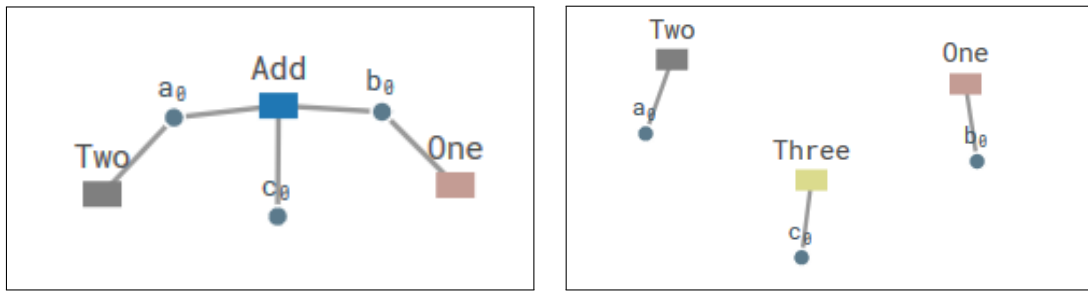 Add
a₀
b₀
Two
One
c₀
Two
One
a₀
b₀
Three
c₀